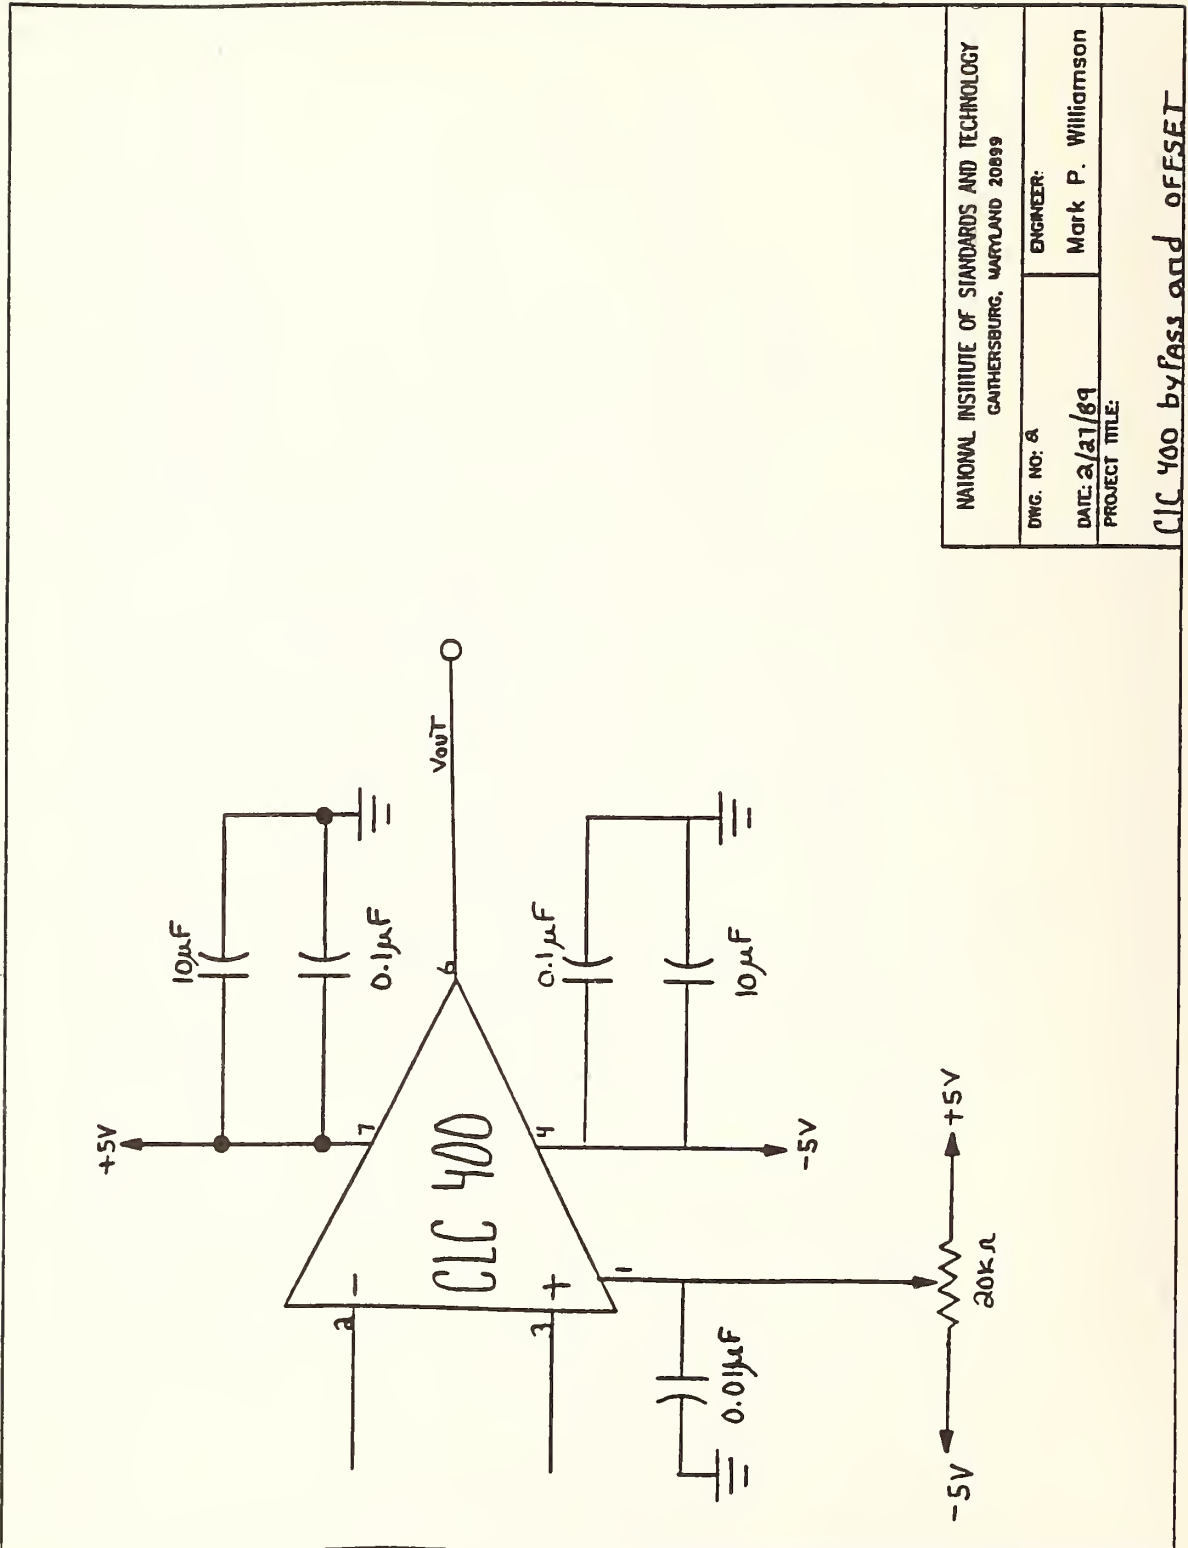 +5V
10µF
0.1µF
7
CLC 400
−
+
2
3
6
VOUT
4
1
0.1µF
10µF
-5V
0.01µF
-5V
20KΩ
+5V
NATIONAL INSTITUTE OF STANDARDS AND TECHNOLOGY
GAITHERSBURG, MARYLAND 20899
DWG. NO: 2
ENGINEER:
DATE: 2/27/89
Mark P. Williamson
PROJECT TITLE:
ClC 400 byPASS and OFFSET